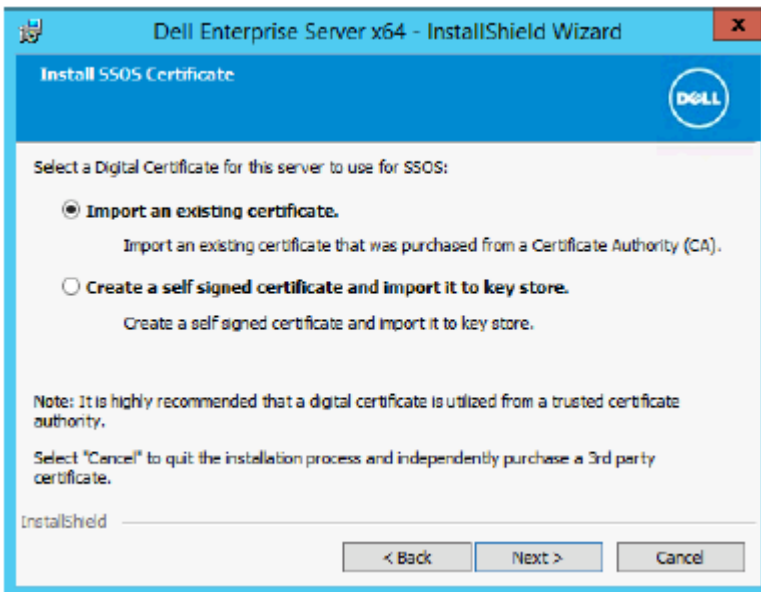 Dell Enterprise Server x64 - InstallShield Wizard
x
Install SSOS Certificate
DELL
Select a Digital Certificate for this server to use for SSOS:
Import an existing certificate.
Import an existing certificate that was purchased from a Certificate Authority (CA).
Create a self signed certificate and import it to key store.
Create a self signed certificate and import it to key store.
Note: It is highly recommended that a digital certificate is utilized from a trusted certificate
authority.
Select "Cancel" to quit the installation process and independently purchase a 3rd party
certificate.
InstallShield
< Back
Next >
Cancel